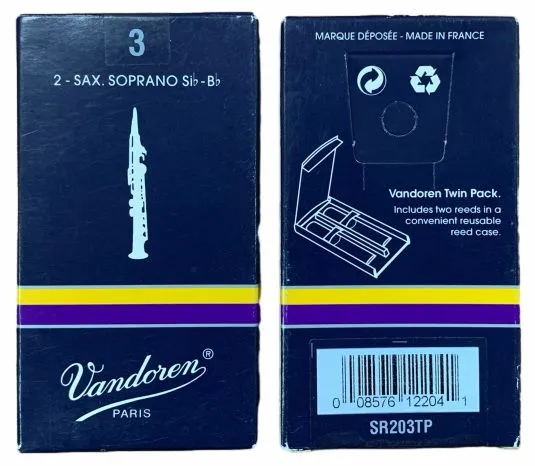 3
2 - SAX. SOPRANO Si♭ - B♭
Vandoren®
PARIS
MARQUE DÉPOSÉE - MADE IN FRANCE
Vandoren Twin Pack.
Includes two reeds in a
convenient reusable
reed case.
0 08576 12204 1
SR203TP